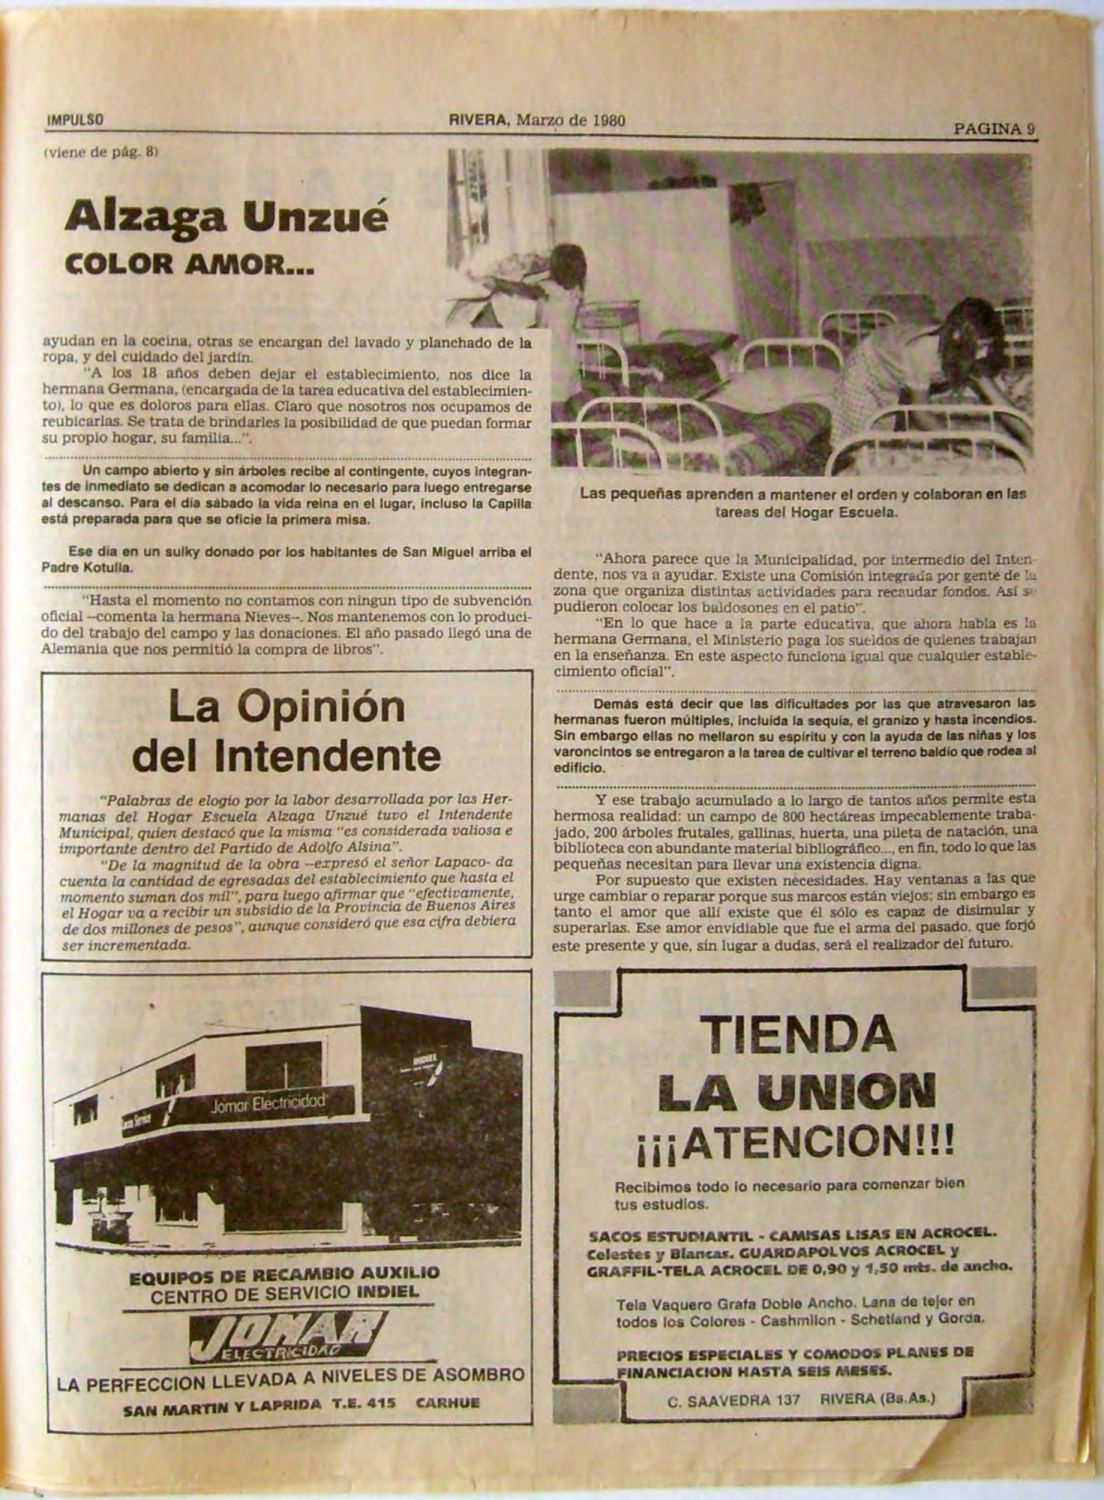 IMPULSO
RIVERA, Marzo de 1980
PAGINA 9
(viene de pág. 8)
Alzaga Unzué
COLOR AMOR...
ayudan en la cocina, otras se encargan del lavado y planchado de la
ropa, y del cuidado del jardín.
"A los 18 años deben dejar el establecimiento, nos dice la
hermana Germana, (encargada de la tarea educativa del establecimien-
to), lo que es doloros para ellas. Claro que nosotros nos ocupamos de
reubicarlas. Se trata de brindarles la posibilidad de que puedan formar
su propio hogar, su familia...".
Un campo abierto y sin árboles recibe al contingente, cuyos integran-
tes de inmediato se dedican a acomodar lo necesario para luego entregarse
al descanso. Para el día sábado la vida reina en el lugar, incluso la Capilla
está preparada para que se oficie la primera misa.
Ese día en un sulky donado por los habitantes de San Miguel arriba el
Padre Kotulla.
"Hasta el momento no contamos con ningun tipo de subvención
oficial --comenta la hermana Nieves--. Nos mantenemos con lo produci-
do del trabajo del campo y las donaciones. El año pasado llegó una de
Alemania que nos permitió la compra de libros".
La Opinión
del Intendente
"Palabras de elogio por la labor desarrollada por las Her-
manas del Hogar Escuela Alzaga Unzué tuvo el Intendente
Municipal, quien destacó que la misma "es considerada valiosa e
importante dentro del Partido de Adolfo Alsina".
"De la magnitud de la obra --expresó el señor Lapaco- da
cuenta la cantidad de egresadas del establecimiento que hasta el
momento suman dos mil", para luego afirmar que "efectivamente,
el Hogar va a recibir un subsidio de la Provincia de Buenos Aires
de dos millones de pesos", aunque consideró que esa cifra debiera
ser incrementada.
Las pequeñas aprenden a mantener el orden y colaboran en las
tareas del Hogar Escuela.
"Ahora parece que la Municipalidad, por intermedio del Inten-
dente, nos va a ayudar. Existe una Comisión integrada por gente de la
zona que organiza distintas actividades para recaudar fondos. Así se
pudieron colocar los baldosones en el patio".
"En lo que hace a la parte educativa, que ahora habla es la
hermana Germana, el Ministerio paga los sueldos de quienes trabajan
en la enseñanza. En este aspecto funciona igual que cualquier estable-
cimiento oficial".
Demás está decir que las dificultades por las que atravesaron las
hermanas fueron múltiples, incluída la sequía, el granizo y hasta incendios.
Sin embargo ellas no mellaron su espíritu y con la ayuda de las niñas y los
varoncintos se entregaron a la tarea de cultivar el terreno baldío que rodea al
edificio.
Y ese trabajo acumulado a lo largo de tantos años permite esta
hermosa realidad: un campo de 800 hectáreas impecablemente traba-
jado, 200 árboles frutales, gallinas, huerta, una pileta de natación, una
biblioteca con abundante material bibliográfico..., en fin, todo lo que las
pequeñas necesitan para llevar una existencia digna.
Por supuesto que existen necesidades. Hay ventanas a las que
urge cambiar o reparar porque sus marcos están viejos; sin embargo es
tanto el amor que allí existe que él sólo es capaz de disimular y
superarlas. Ese amor envidiable que fue el arma del pasado, que forjó
este presente y que, sin lugar a dudas, será el realizador del futuro.
INDIEL
Jomar Electricidad
EQUIPOS DE RECAMBIO AUXILIO
CENTRO DE SERVICIO INDIEL
JOMAR
ELECTRICIDAD
LA PERFECCION LLEVADA A NIVELES DE ASOMBRO
SAN MARTIN Y LAPRIDA T.E. 415 CARHUE
TIENDA
LA UNION
¡¡¡ATENCION!!!
Recibimos todo lo necesario para comenzar bien
tus estudios.
SACOS ESTUDIANTIL - CAMISAS LISAS EN ACROCEL.
Celestes y Blancas. GUARDAPOLVOS ACROCEL y
GRAFFIL-TELA ACROCEL DE 0,90 y 1,50 mts. de ancho.
Tela Vaquero Grafa Doble Ancho. Lana de tejer en
todos los Colores - Cashmilon - Schetland y Gorda.
PRECIOS ESPECIALES Y COMODOS PLANES DE
FINANCIACION HASTA SEIS MESES.
C. SAAVEDRA 137 RIVERA (Bs.As.)